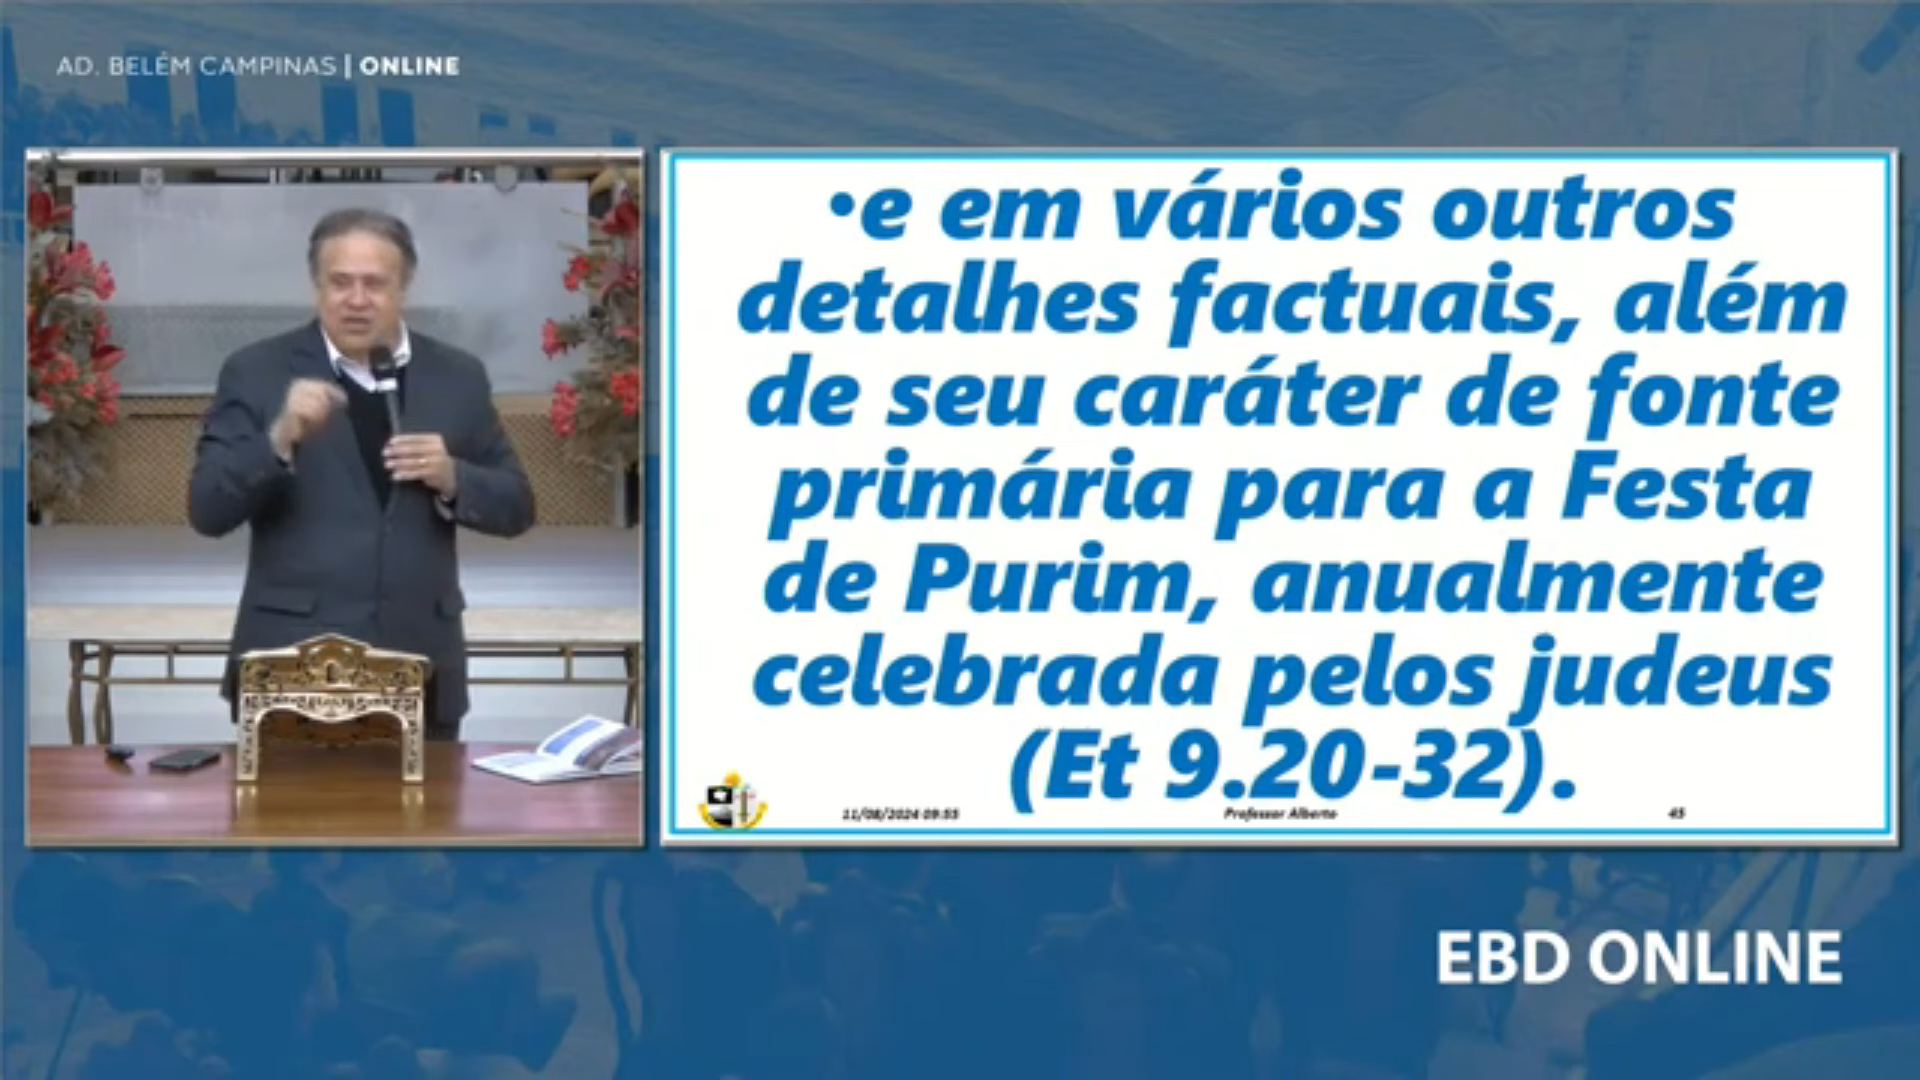 AD. BELÉM CAMPINAS | ONLINE
•e em vários outros
detalhes factuais, além
de seu caráter de fonte
primária para a Festa
de Purim, anualmente
celebrada pelos judeus
(Et 9.20-32).
11/08/2024 09:55 Professor Alberto 45
EBD ONLINE